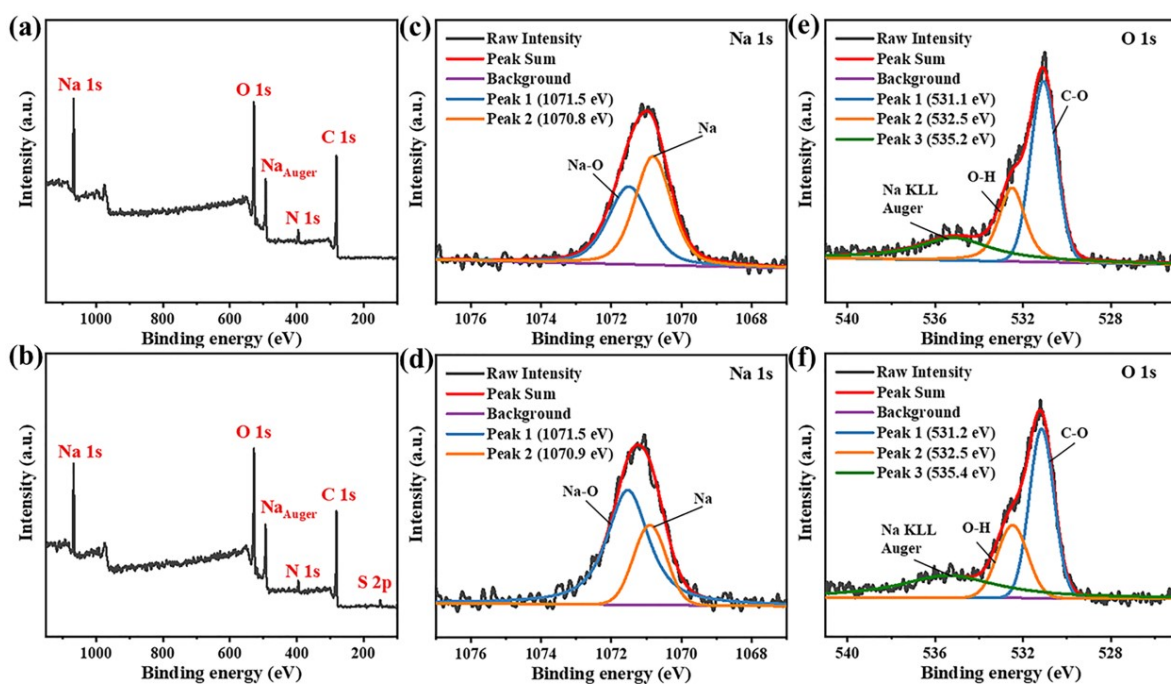 (a)
Na 1s
O 1s
Na Auger
C 1s
N 1s
Intensity (a.u.)
1000 800 600 400 200
Binding energy (eV)
(c)
Na 1s
Raw Intensity
Peak Sum
Background
Peak 1 (1071.5 eV)
Peak 2 (1070.8 eV)
Na
Na-O
Intensity (a.u.)
1076 1074 1072 1070 1068
Binding energy (eV)
(e)
O 1s
Raw Intensity
Peak Sum
Background
Peak 1 (531.1 eV)
Peak 2 (532.5 eV)
Peak 3 (535.2 eV)
C-O
O-H
Na KLL
Auger
Intensity (a.u.)
540 536 532 528
Binding energy (eV)
(b)
Na 1s
O 1s
Na Auger
C 1s
N 1s
S 2p
Intensity (a.u.)
1000 800 600 400 200
Binding energy (eV)
(d)
Na 1s
Raw Intensity
Peak Sum
Background
Peak 1 (1071.5 eV)
Peak 2 (1070.9 eV)
Na-O
Na
Intensity (a.u.)
1076 1074 1072 1070 1068
Binding energy (eV)
(f)
O 1s
Raw Intensity
Peak Sum
Background
Peak 1 (531.2 eV)
Peak 2 (532.5 eV)
Peak 3 (535.4 eV)
C-O
Na KLL
Auger
O-H
Intensity (a.u.)
540 536 532 528
Binding energy (eV)